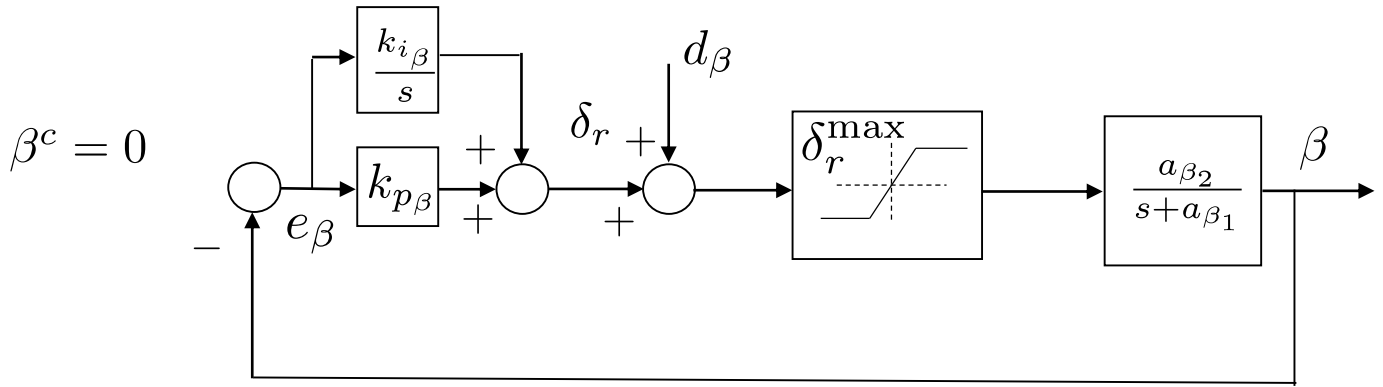 β^c = 0
−
e_β
k_{i_β}
s
k_{p_β}
+
+
δ_r
+
+
d_β
δ_r^max
a_{β_2}
s+a_{β_1}
β